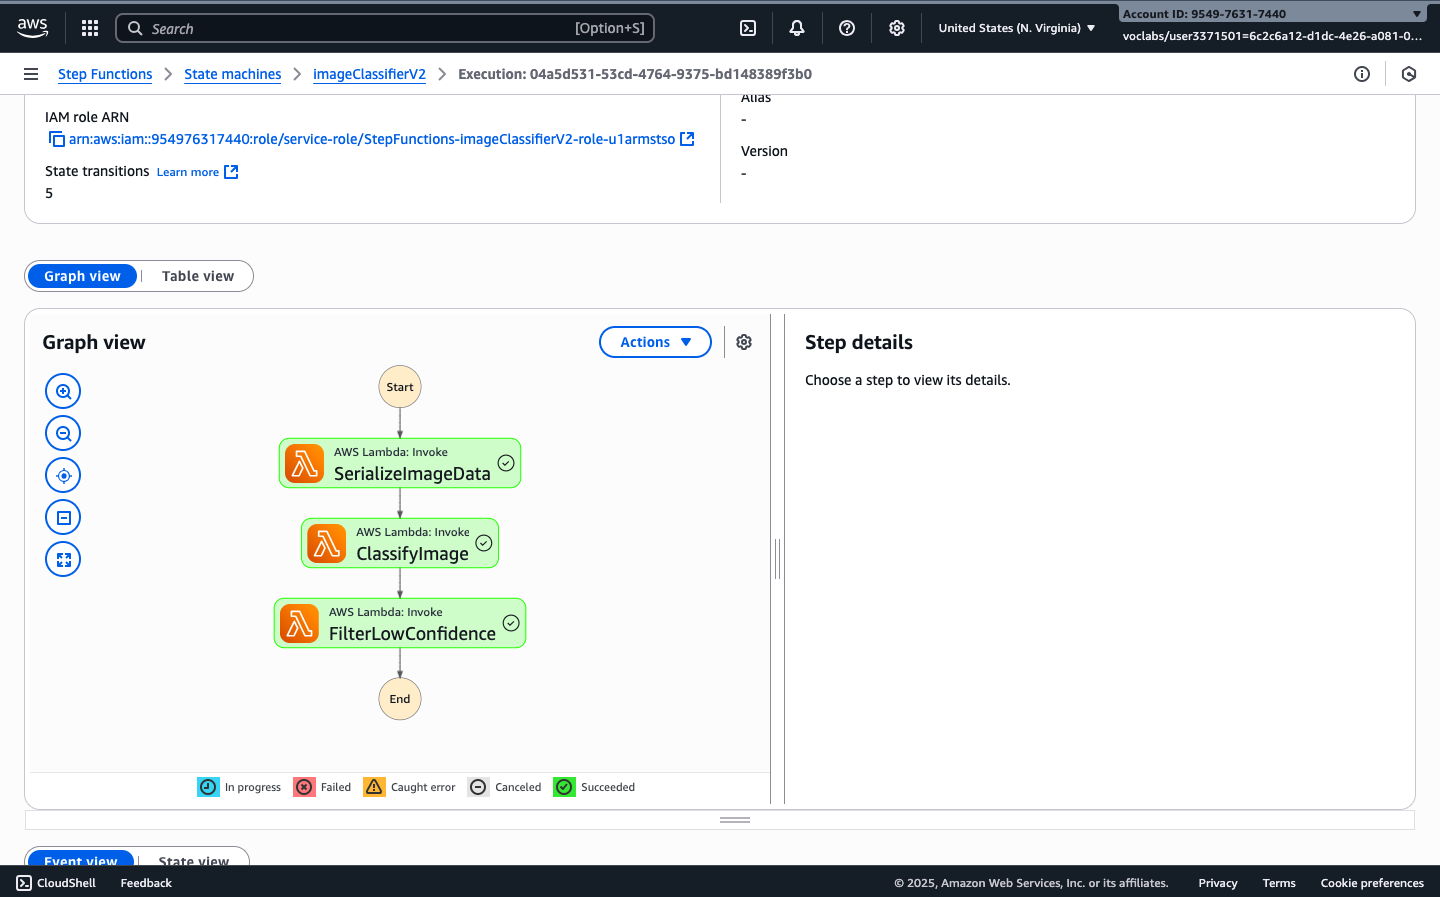 aws
Search
[Option+S]
United States (N. Virginia)
Account ID: 9549-7631-7440
voclabs/user3371501=6c2c6a12-d1dc-4e26-a081-0...
Step Functions
State machines
imageClassifierV2
Execution: 04a5d531-53cd-4764-9375-bd148389f3b0
IAM role ARN
arn:aws:iam::954976317440:role/service-role/StepFunctions-imageClassifierV2-role-u1armstso
State transitions Learn more
5
Alias
-
Version
-
Graph view
Table view
Graph view
Actions
Start
AWS Lambda: Invoke
SerializeImageData
AWS Lambda: Invoke
ClassifyImage
AWS Lambda: Invoke
FilterLowConfidence
End
In progress
Failed
Caught error
Canceled
Succeeded
Step details
Choose a step to view its details.
Event view
State view
CloudShell
Feedback
© 2025, Amazon Web Services, Inc. or its affiliates.
Privacy
Terms
Cookie preferences